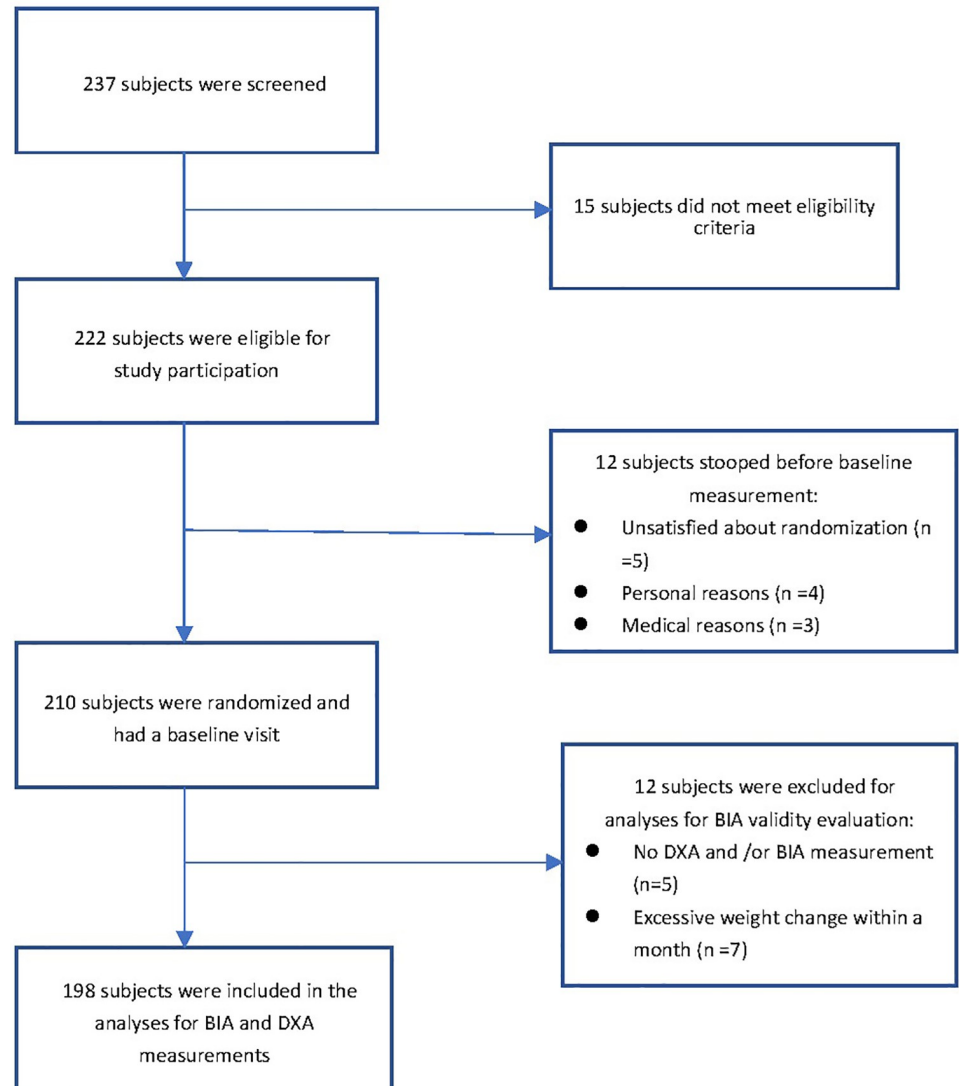 237 subjects were screened
15 subjects did not meet eligibility
criteria
222 subjects were eligible for
study participation
12 subjects stooped before baseline
measurement:
● Unsatisfied about randomization (n
=5)
● Personal reasons (n =4)
● Medical reasons (n =3)
210 subjects were randomized and
had a baseline visit
12 subjects were excluded for
analyses for BIA validity evaluation:
● No DXA and /or BIA measurement
(n=5)
● Excessive weight change within a
month (n =7)
198 subjects were included in the
analyses for BIA and DXA
measurements